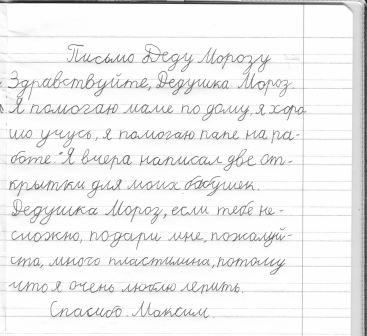 Письмо Деду Морозу
Здравствуйте, Дедушка Мороз.
Я помогаю маме по дому, я хоро
шо учусь, я помогаю папе на ра-
боте. Я вчера написал две от-
крытки для моих бабушек.
Дедушка Мороз, если тебе не-
сложно, подари мне, пожалуй-
ста, много пластилина, потому
что я очень люблю лепить.
Спасибо. Максим.